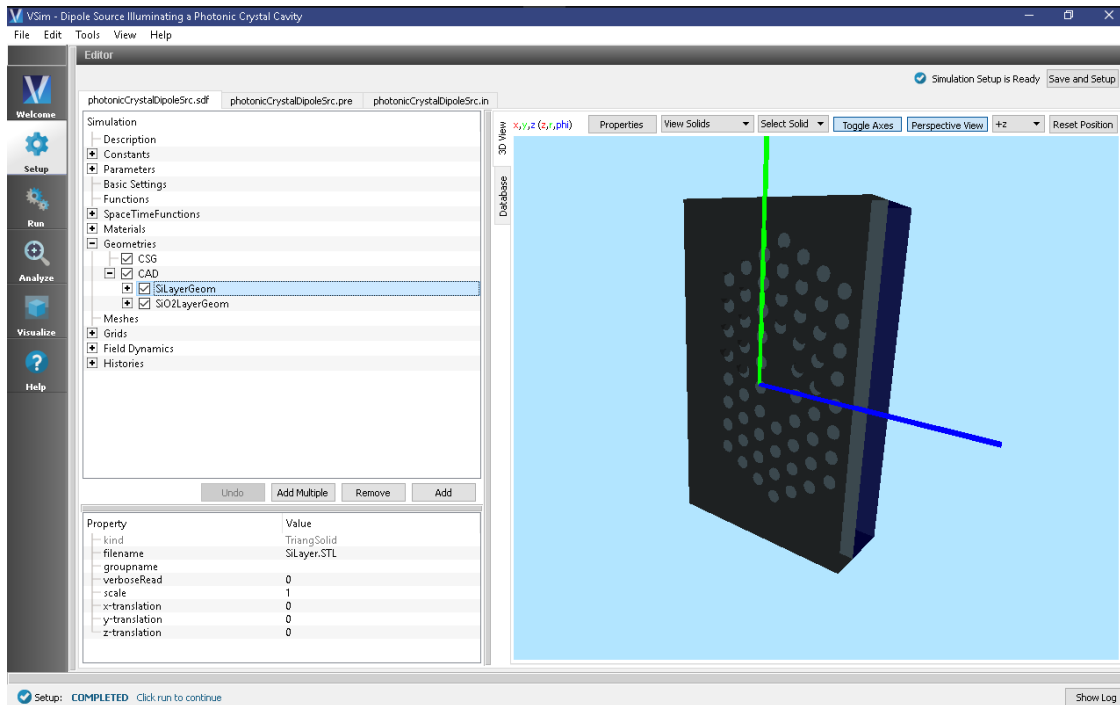 VSim - Dipole Source Illuminating a Photonic Crystal Cavity
File Edit Tools View Help
Editor
Simulation Setup is Ready Save and Setup
photonicCrystalDipoleSrc.sdf photonicCrystalDipoleSrc.pre photonicCrystalDipoleSrc.in
Welcome
Setup
Run
Analyze
Visualize
Help
Simulation
Description
Constants
Parameters
Basic Settings
Functions
SpaceTimeFunctions
Materials
Geometries
CSG
CAD
SiLayerGeom
SiO2LayerGeom
Meshes
Grids
Field Dynamics
Histories
Undo Add Multiple Remove Add
Property Value
kind TriangSolid
filename SiLayer.STL
groupname
verboseRead 0
scale 1
x-translation 0
y-translation 0
z-translation 0
3D View
Database
x,y,z (z,r,phi) Properties View Solids Select Solid Toggle Axes Perspective View +z Reset Position
Setup: COMPLETED Click run to continue Show Log